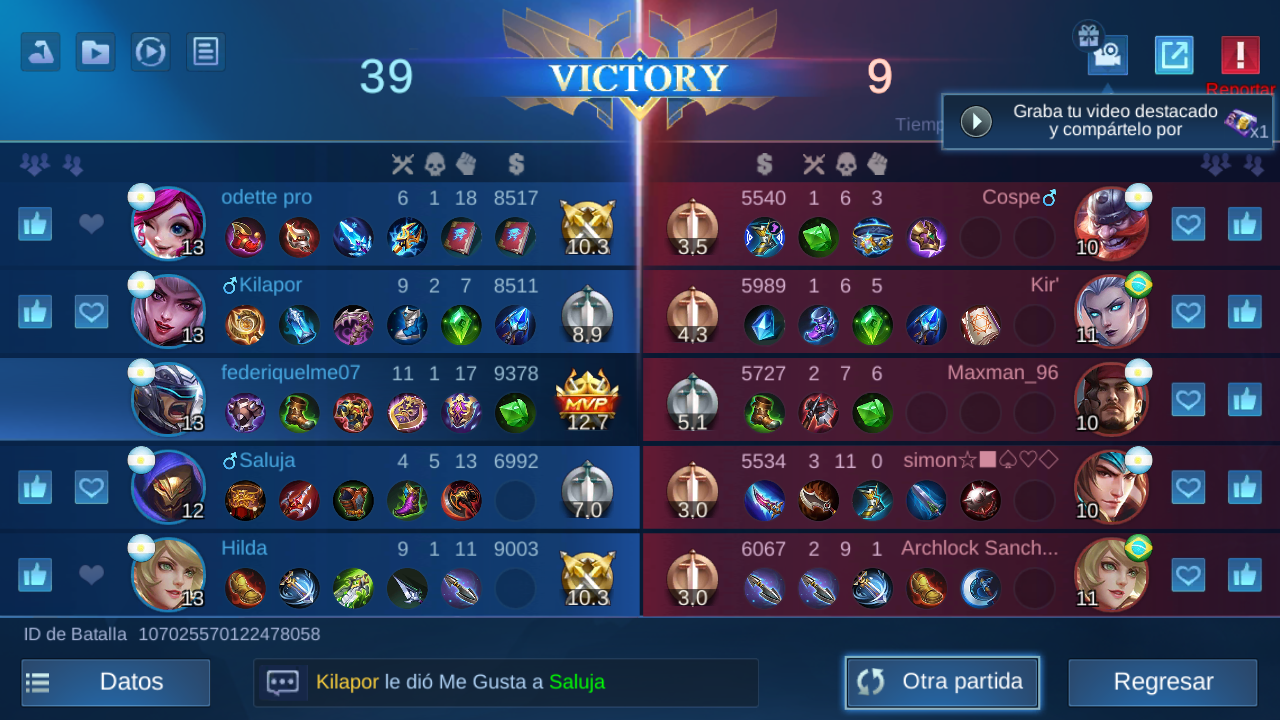 39
VICTORY
9
Reportar
Graba tu video destacado
y compártelo por
x1
odette pro 6 1 18 8517
13
10.3
5540 1 6 3 Cospe♂
3,5
10
♂Kilapor 9 2 7 8511
13
8,9
5989 1 6 5 Kir'
4,3
11
federiquelme07 11 1 17 9378
13
MVP
12.7
5727 2 7 6 Maxman_96
5,1
10
♂Saluja 4 5 13 6992
12
7,0
5534 3 11 0 simon☆■♤♡◇
3,0
10
Hilda 9 1 11 9003
13
10.3
6067 2 9 1 Archlock Sanch...
3,0
11
ID de Batalla 107025570122478058
Datos
Kilapor le dió Me Gusta a Saluja
Otra partida
Regresar